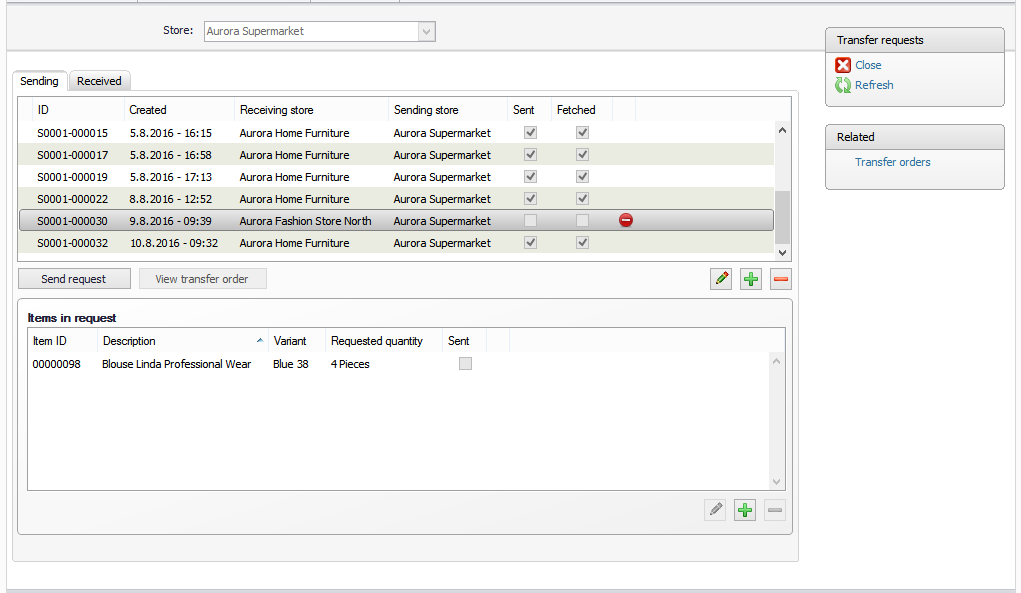 Store: Aurora Supermarket
Transfer requests
Close
Refresh
Related
Transfer orders
Sending Received
ID Created Receiving store Sending store Sent Fetched
S0001-000015 5.8.2016 - 16:15 Aurora Home Furniture Aurora Supermarket
S0001-000017 5.8.2016 - 16:58 Aurora Home Furniture Aurora Supermarket
S0001-000019 5.8.2016 - 17:13 Aurora Home Furniture Aurora Supermarket
S0001-000022 8.8.2016 - 12:52 Aurora Home Furniture Aurora Supermarket
S0001-000030 9.8.2016 - 09:39 Aurora Fashion Store North Aurora Supermarket
S0001-000032 10.8.2016 - 09:32 Aurora Home Furniture Aurora Supermarket
Send request View transfer order
Items in request
Item ID Description Variant Requested quantity Sent
00000098 Blouse Linda Professional Wear Blue 38 4 Pieces